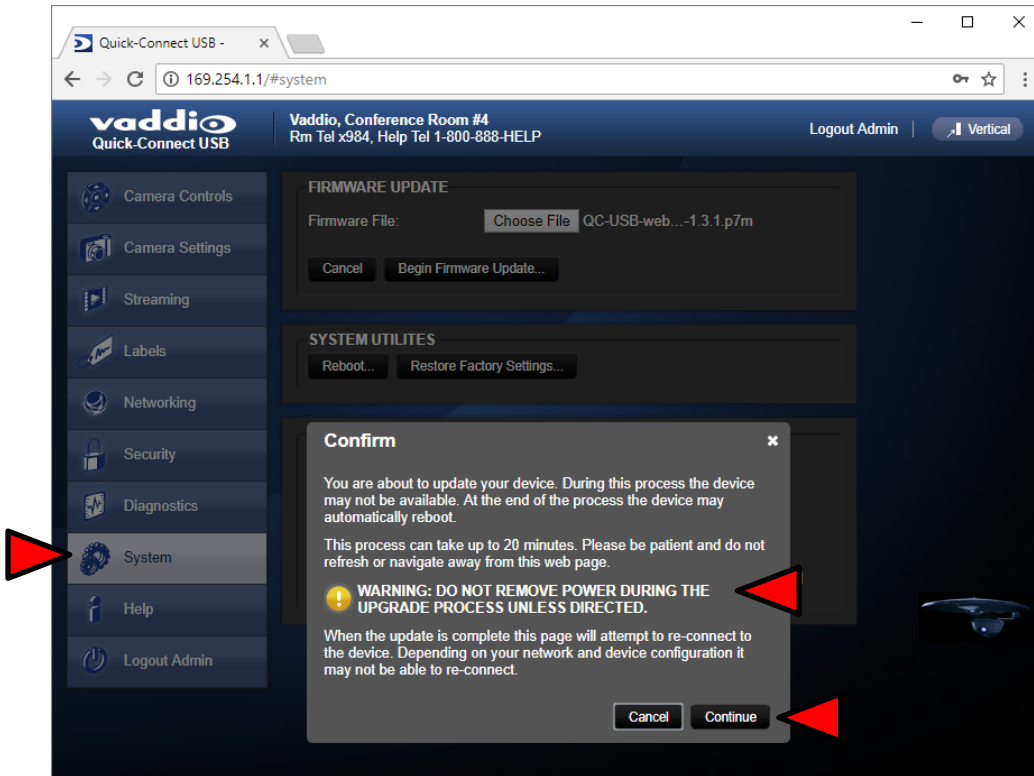 Quick-Connect USB -
169.254.1.1/#system
vaddio
Quick-Connect USB
Vaddio, Conference Room #4
Rm Tel x984, Help Tel 1-800-888-HELP
Logout Admin
Vertical
Camera Controls
Camera Settings
Streaming
Labels
Networking
Security
Diagnostics
System
Help
Logout Admin
FIRMWARE UPDATE
Firmware File: Choose File QC-USB-web...-1.3.1.p7m
Cancel Begin Firmware Update...
SYSTEM UTILITES
Reboot... Restore Factory Settings...
Confirm
You are about to update your device. During this process the device
may not be available. At the end of the process the device may
automatically reboot.
This process can take up to 20 minutes. Please be patient and do not
refresh or navigate away from this web page.
WARNING: DO NOT REMOVE POWER DURING THE
UPGRADE PROCESS UNLESS DIRECTED.
When the update is complete this page will attempt to re-connect to
the device. Depending on your network and device configuration it
may not be able to re-connect.
Cancel Continue